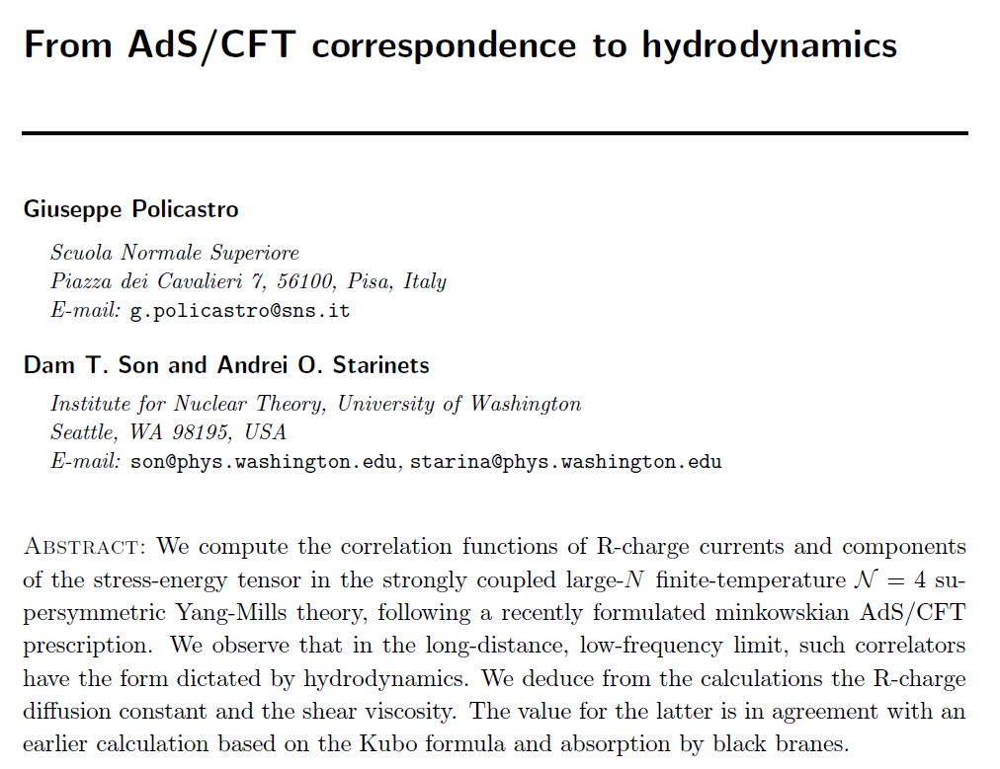 From AdS/CFT correspondence to hydrodynamics
Giuseppe Policastro
Scuola Normale Superiore
Piazza dei Cavalieri 7, 56100, Pisa, Italy
E-mail: g.policastro@sns.it
Dam T. Son and Andrei O. Starinets
Institute for Nuclear Theory, University of Washington
Seattle, WA 98195, USA
E-mail: son@phys.washington.edu, starina@phys.washington.edu
Abstract: We compute the correlation functions of R-charge currents and components
of the stress-energy tensor in the strongly coupled large-N finite-temperature 𝒩 = 4 su-
persymmetric Yang-Mills theory, following a recently formulated minkowskian AdS/CFT
prescription. We observe that in the long-distance, low-frequency limit, such correlators
have the form dictated by hydrodynamics. We deduce from the calculations the R-charge
diffusion constant and the shear viscosity. The value for the latter is in agreement with an
earlier calculation based on the Kubo formula and absorption by black branes.